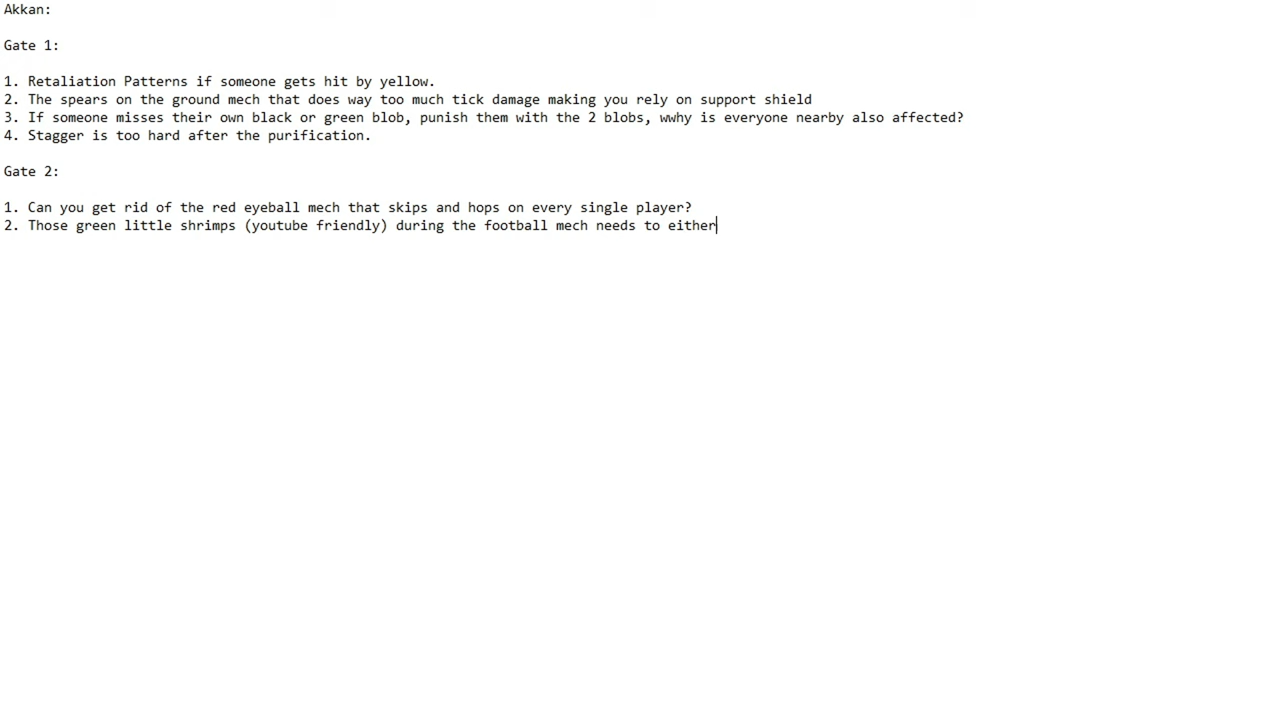 Akkan:
Gate 1:
1. Retaliation Patterns if someone gets hit by yellow.
2. The spears on the ground mech that does way too much tick damage making you rely on support shield
3. If someone misses their own black or green blob, punish them with the 2 blobs, wwhy is everyone nearby also affected?
4. Stagger is too hard after the purification.
Gate 2:
1. Can you get rid of the red eyeball mech that skips and hops on every single player?
2. Those green little shrimps (youtube friendly) during the football mech needs to either